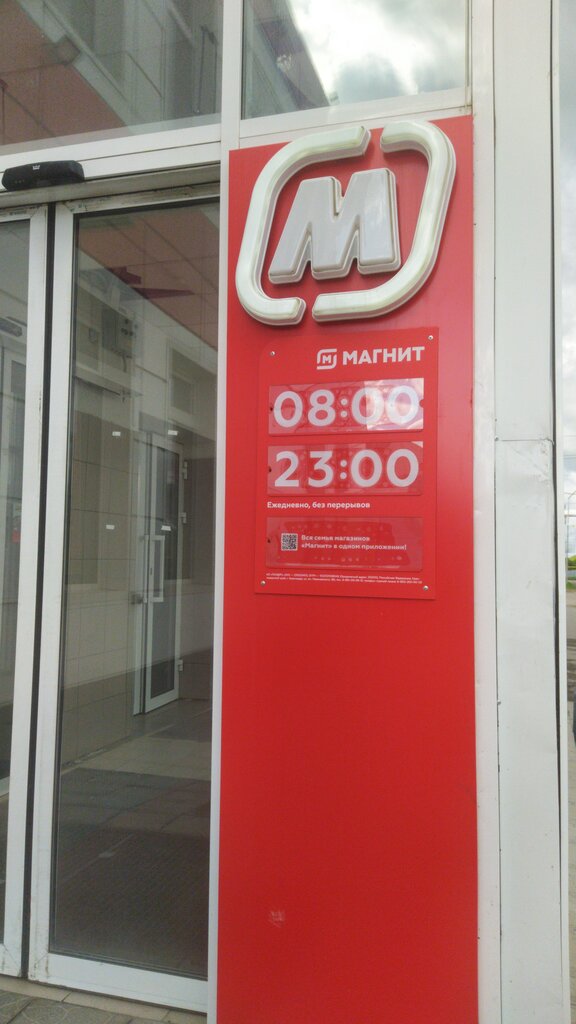 М
М МАГНИТ
08:00
23:00
Ежедневно, без перерывов
Вся семья магазинов
«Магнит» в одном приложении!